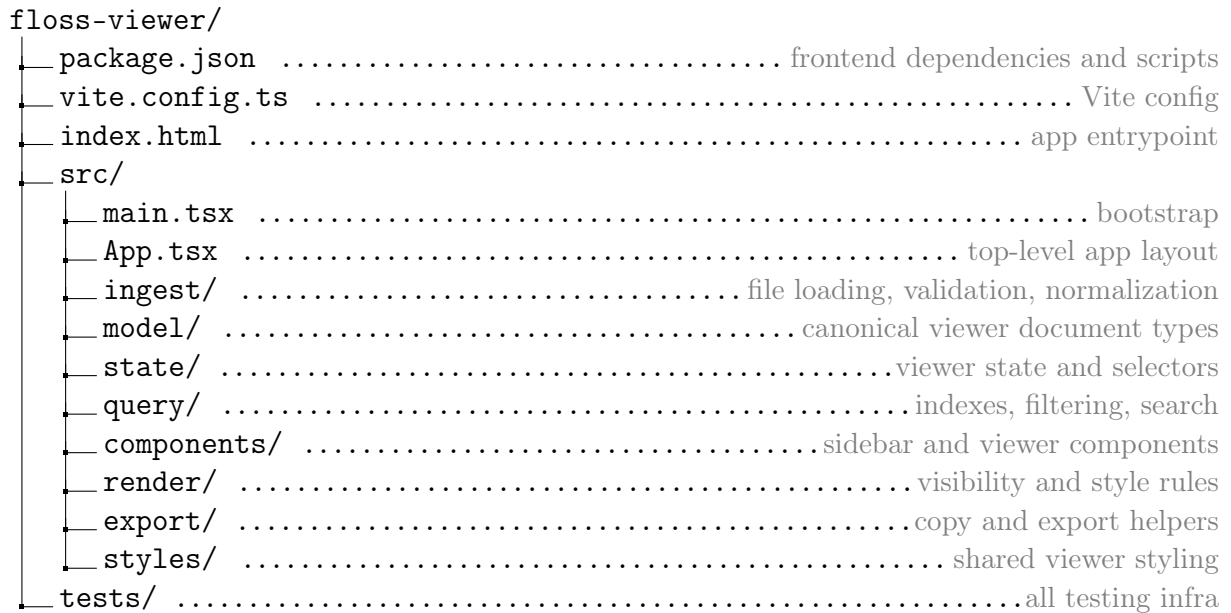 floss-viewer/
package.json ........ frontend dependencies and scripts
vite.config.ts ........ Vite config
index.html ........ app entrypoint
src/
main.tsx ........ bootstrap
App.tsx ........ top-level app layout
ingest/ ........ file loading, validation, normalization
model/ ........ canonical viewer document types
state/ ........ viewer state and selectors
query/ ........ indexes, filtering, search
components/ ........ sidebar and viewer components
render/ ........ visibility and style rules
export/ ........ copy and export helpers
styles/ ........ shared viewer styling
tests/ ........ all testing infra